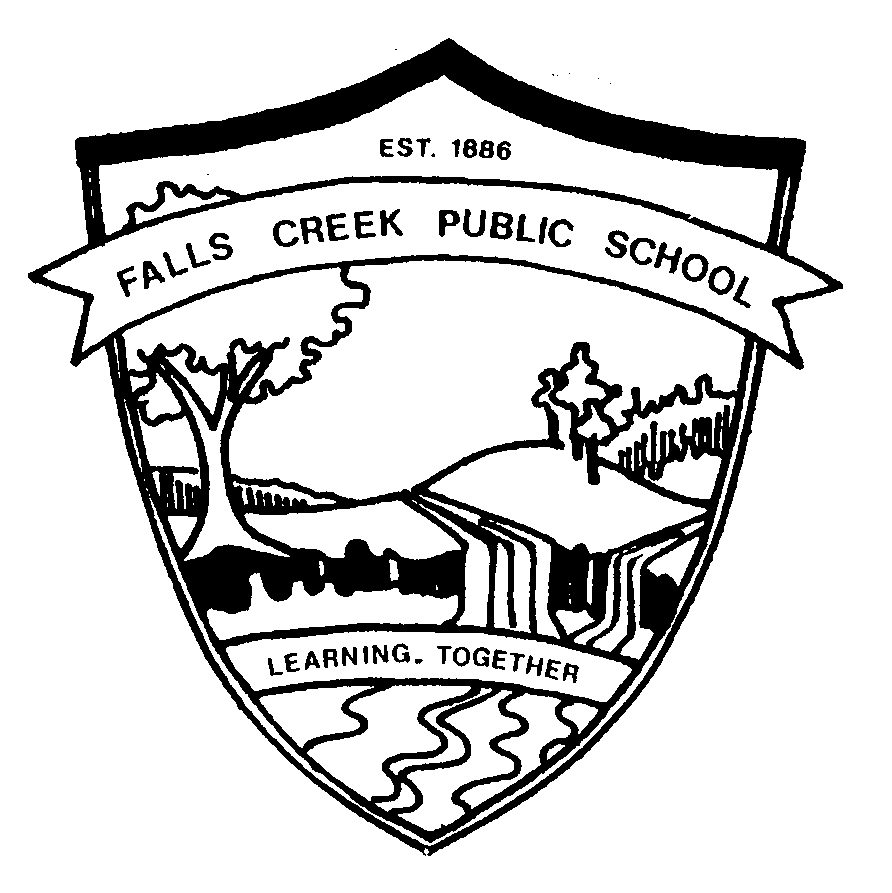 EST. 1886
FALLS CREEK PUBLIC SCHOOL
LEARNING. TOGETHER